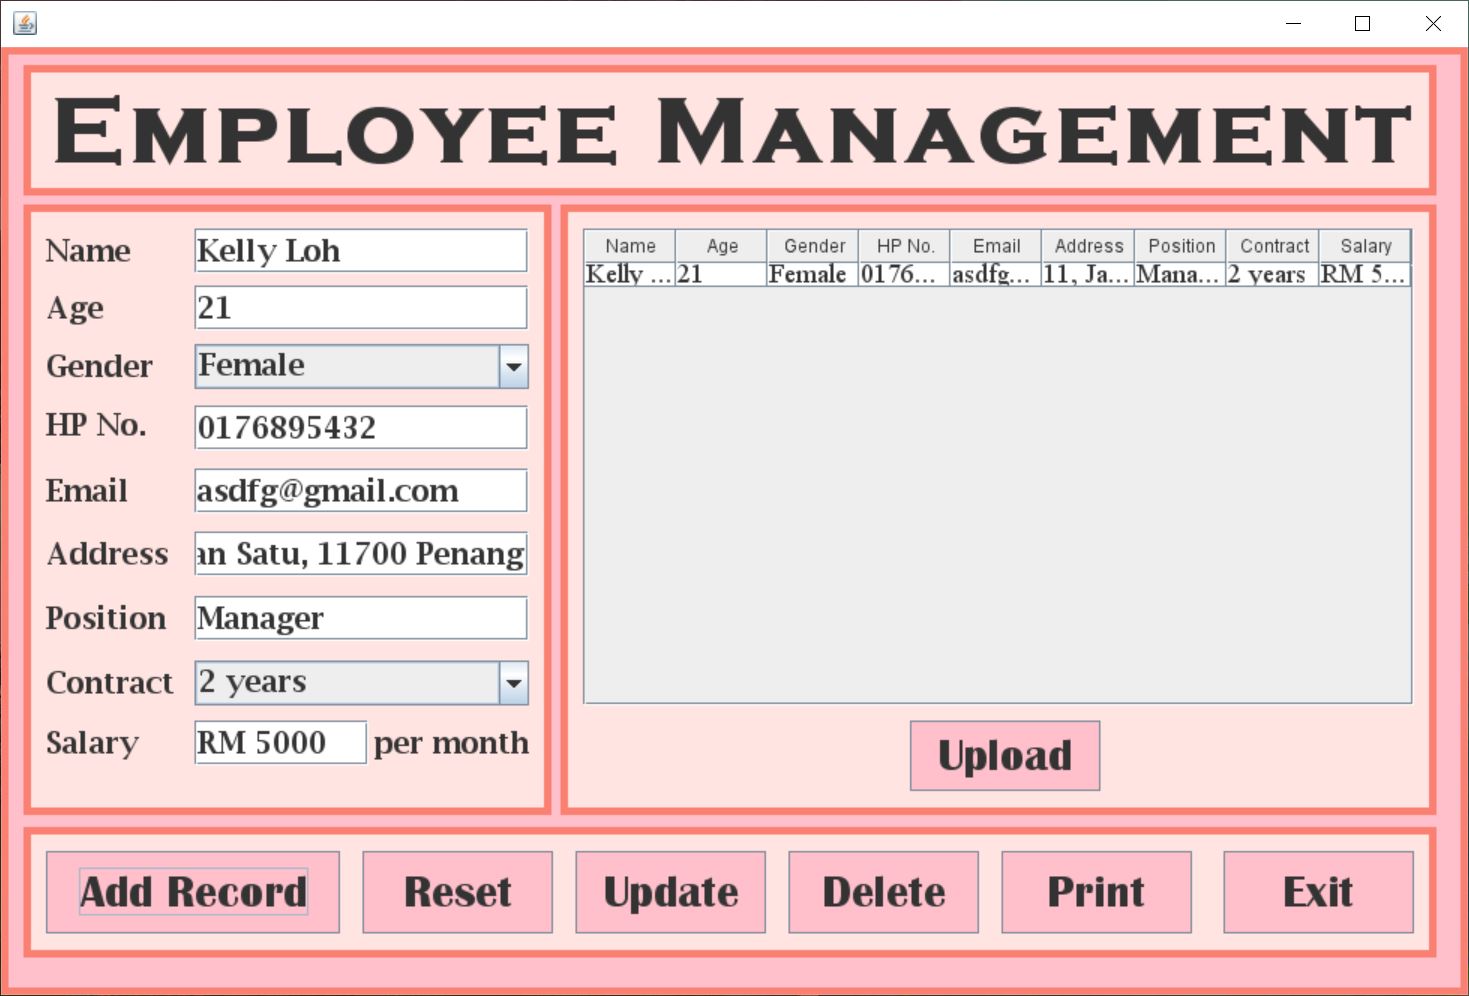 EMPLOYEE MANAGEMENT
Name Kelly Loh
Age 21
Gender Female
HP No. 0176895432
Email asdfg@gmail.com
Address an Satu, 11700 Penang
Position Manager
Contract 2 years
Salary RM 5000 per month
Name Age Gender HP No. Email Address Position Contract Salary
Kelly ... 21 Female 0176... asdfg... 11, Ja... Mana... 2 years RM 5...
Upload
Add Record Reset Update Delete Print Exit